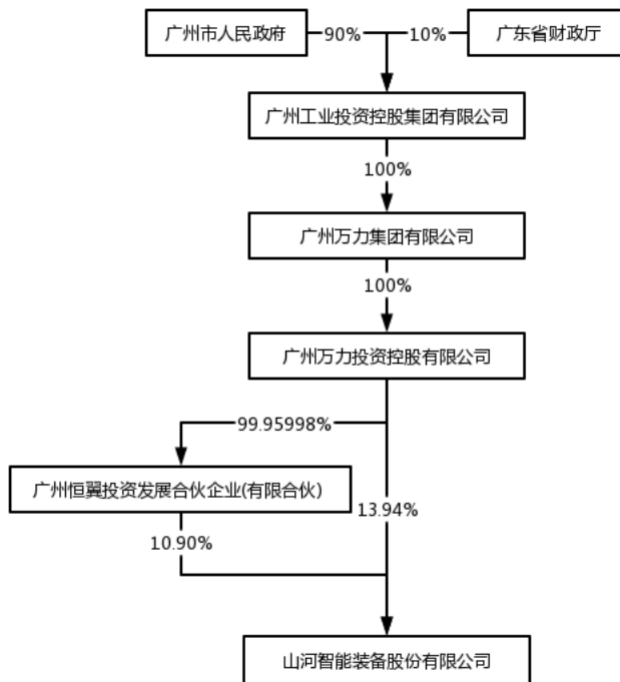 广州市人民政府
90%
10%
广东省财政厅
广州工业投资控股集团有限公司
100%
广州万力集团有限公司
100%
广州万力投资控股有限公司
99.95998%
广州恒翼投资发展合伙企业(有限合伙)
13.94%
10.90%
山河智能装备股份有限公司